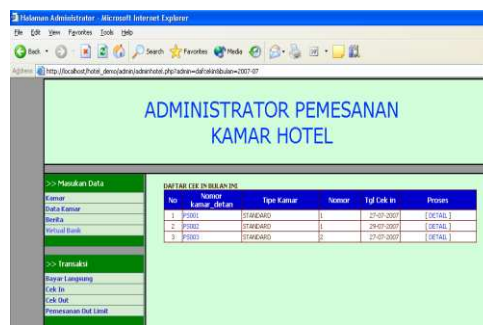 Halaman Administrator - Microsoft Internet Explorer
File Edit View Favorites Tools Help
Back Search Favorites Media
Address http://localhost/hotel_demo/admin/adminhotel.php?admin=dafcekin&bulan=2007-07
ADMINISTRATOR PEMESANAN
KAMAR HOTEL
>> Masukan Data
Kamar
Data Kamar
Berita
Virtual Bank
>> Transaksi
Bayar Langsung
Cek In
Cek Out
Pemesanan Out Limit
DAFTAR CEK IN BULAN INI
No Nomor kamar_detan Tipe Kamar Nomor Tgl Cek in Proses
1 PS001 STANDARD 1 27-07-2007 [ DETAIL ]
2 PS002 STANDARD 1 29-07-2007 [ DETAIL ]
3 PS003 STANDARD 2 27-07-2007 [ DETAIL ]